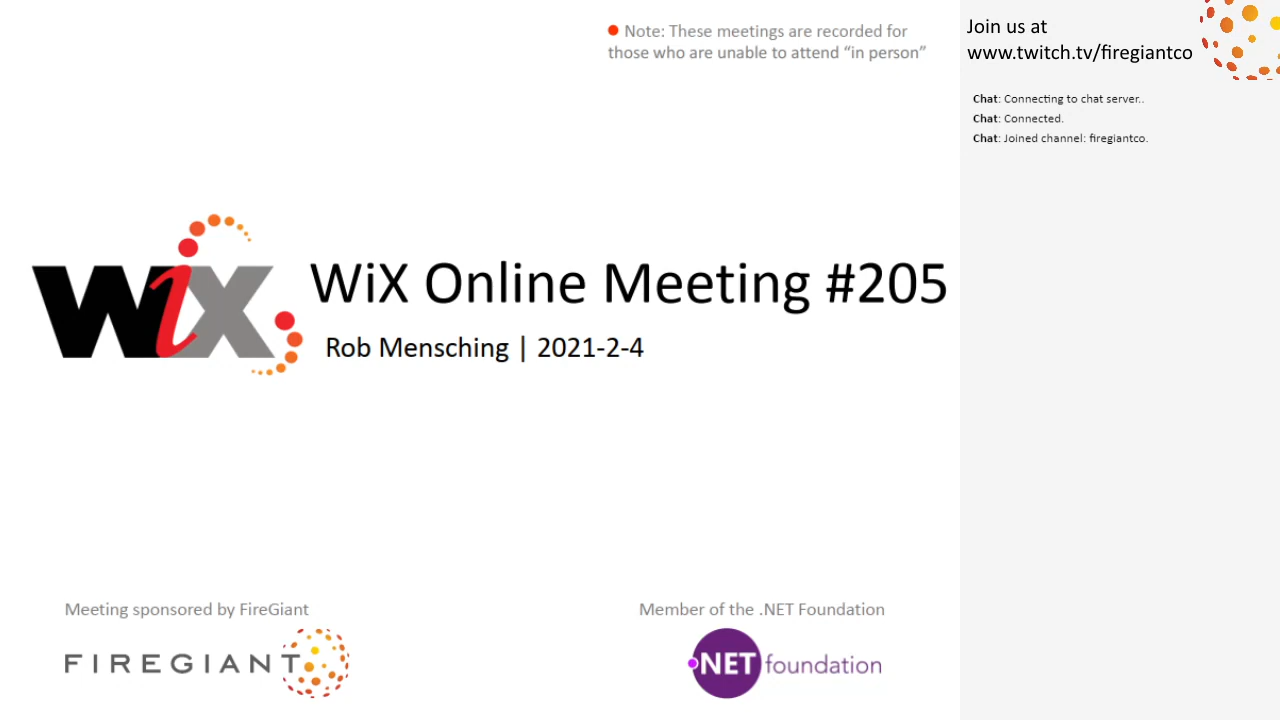 Note: These meetings are recorded for
those who are unable to attend “in person”
Join us at
www.twitch.tv/firegiantco
Chat: Connecting to chat server..
Chat: Connected.
Chat: Joined channel: firegiantco.
WiX
WiX Online Meeting #205
Rob Mensching | 2021-2-4
Meeting sponsored by FireGiant
FIREGIANT
Member of the .NET Foundation
.NET foundation